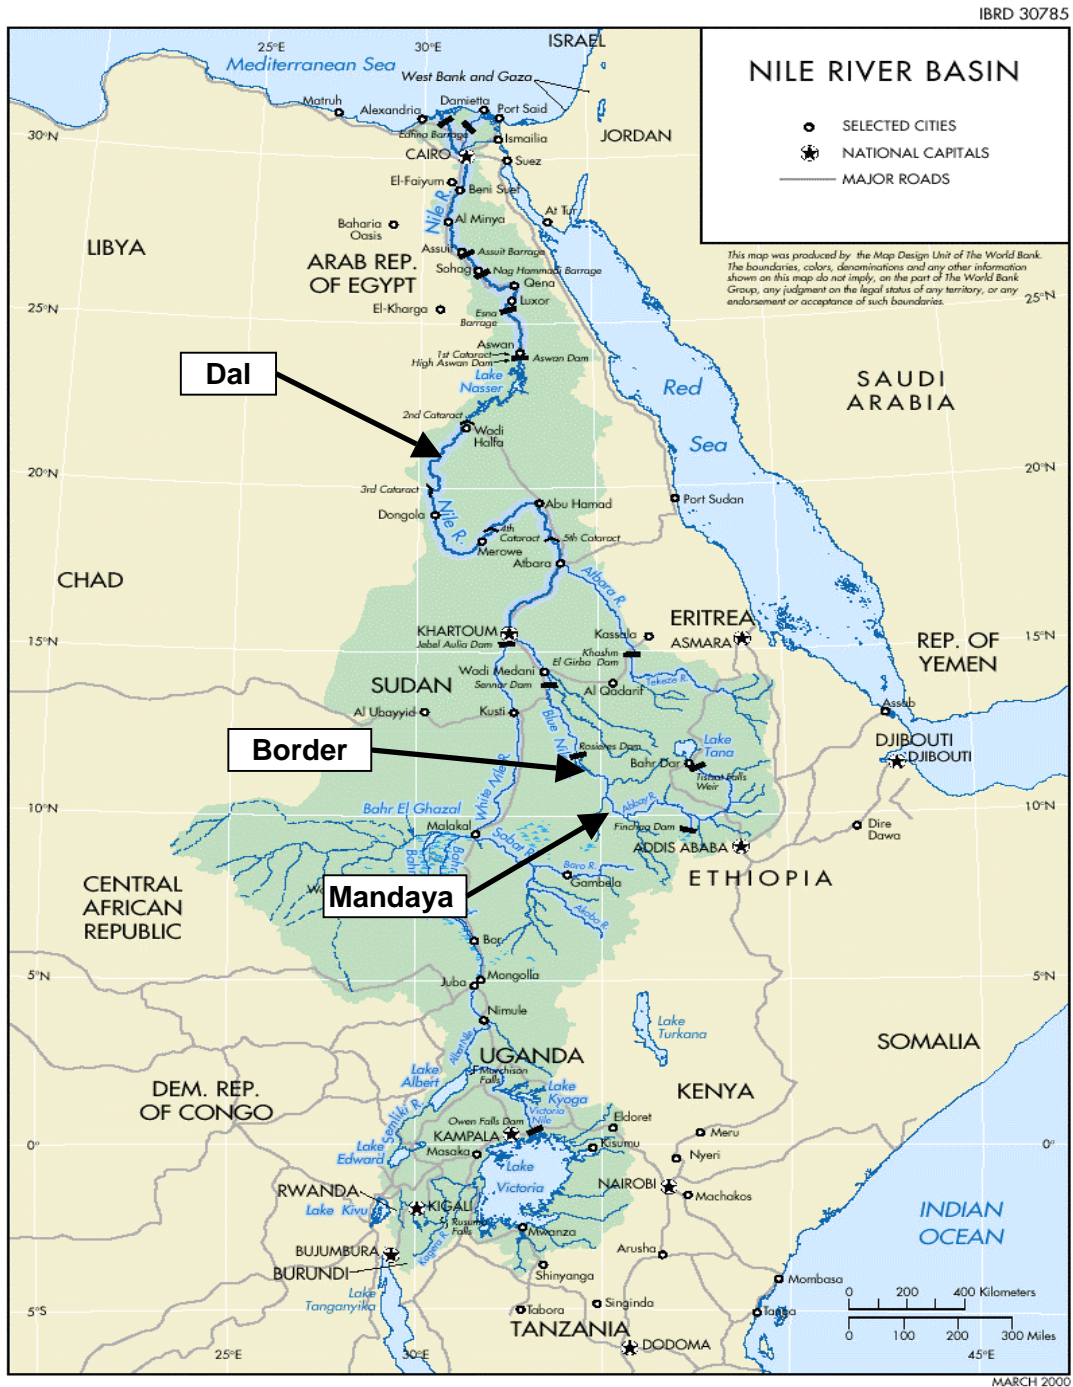 IBRD 30785
NILE RIVER BASIN
SELECTED CITIES
NATIONAL CAPITALS
MAJOR ROADS
This map was produced by the Map Design Unit of The World Bank.
The boundaries, colors, denominations and any other information
shown on this map do not imply, on the part of The World Bank
Group, any judgment on the legal status of any territory, or any
endorsement or acceptance of such boundaries.
25°E
30°E
ISRAEL
Mediterranean Sea
West Bank and Gaza
Matruh
Alexandria
Damietta
Port Said
Edfina Barrage
Ismailia
JORDAN
30°N
CAIRO
Suez
El-Faiyum
Beni Suef
Nile R.
Al Minya
At Tur
Baharia
Oasis
LIBYA
Assuit
Assuit Barrage
ARAB REP.
OF EGYPT
Sohag
Nag Hammadi Barrage
Qena
Luxor
25°N
25°N
El-Kharga
Esna
Barrage
Aswan
1st Cataract
High Aswan Dam
Aswan Dam
Lake
Nasser
Dal
Red
Sea
SAUDI
ARABIA
2nd Cataract
Wadi
Halfa
20°N
20°N
3rd Cataract
Dongola
Nile R.
Abu Hamad
Port Sudan
4th
Cataract
5th Cataract
Merowe
Atbara
Atbara R.
CHAD
ERITREA
KHARTOUM
Jebel Aulia Dam
Kassala
ASMARA
15°N
15°N
REP. OF
YEMEN
Khashm
El Girba Dam
Wadi Medani
Sennar Dam
Al Qadarif
Tekeze R.
SUDAN
Al Ubayyid
Kusti
Assab
Blue Nile
Border
Rosieres Dam
Lake
Tana
DJIBOUTI
DJIBOUTI
Bahr Dar
Tisisat Falls
Weir
White Nile R.
10°N
10°N
Bahr El Ghazal
Abbay R.
Malakal
Finchaa Dam
Dire
Dawa
Sobat R.
ADDIS ABABA
Bahr
Bahr
Baro R.
Gambela
ETHIOPIA
CENTRAL
AFRICAN
REPUBLIC
Mandaya
Akobo R.
Bor
5°N
5°N
Mongolla
Juba
Nimule
Lake
Turkana
Albert Nile
UGANDA
SOMALIA
Lake
Albert
Murchison
Falls
Lake
Kyoga
KENYA
DEM. REP.
OF CONGO
Semliki R.
Owen Falls Dam
Victoria
Nile
Eldoret
KAMPALA
Meru
0°
0°
Kisumu
Lake
Edward
Masaka
Nyeri
Lake
Victoria
NAIROBI
Machakos
RWANDA
KIGALI
Lake Kivu
Rusumo
Falls
INDIAN
OCEAN
Kagera R.
Mwanza
BUJUMBURA
BURUNDI
Arusha
Shinyanga
Mombasa
Lake
Tanganyika
0 200 400 Kilometers
5°S
Tabora
Singinda
Tanga
0 100 200 300 Miles
TANZANIA
DODOMA
25°E
30°E
45°E
MARCH 2000